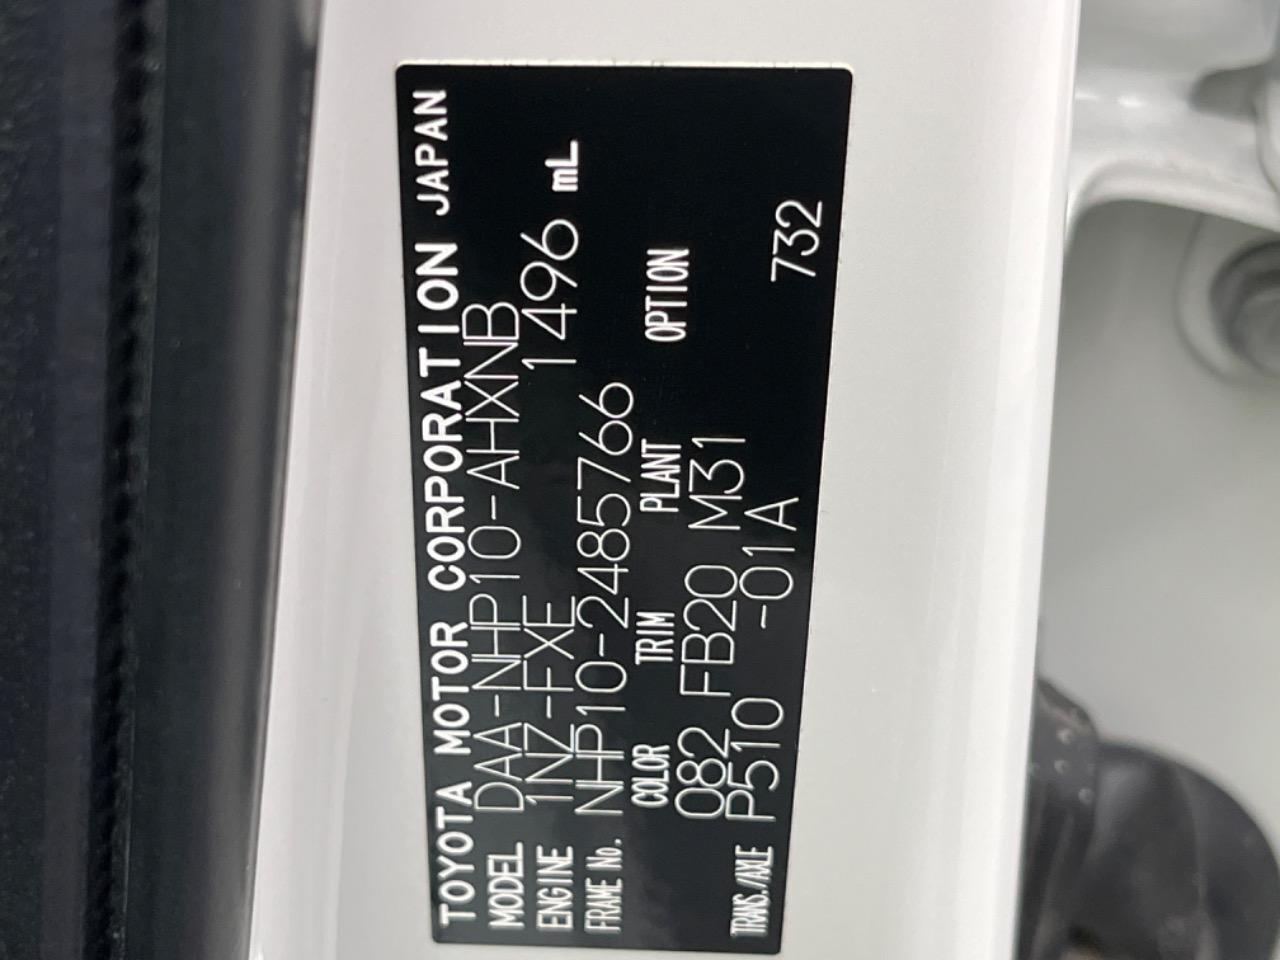 TOYOTA MOTOR CORPORATION JAPAN
MODEL DAA-NHP10-AHXNB
ENGINE 1NZ-FXE 1496 mL
FRAME No. NHP10-2485766
COLOR TRIM PLANT OPTION
082 FB20 M31
TRANS./AXLE P510 -01A 732